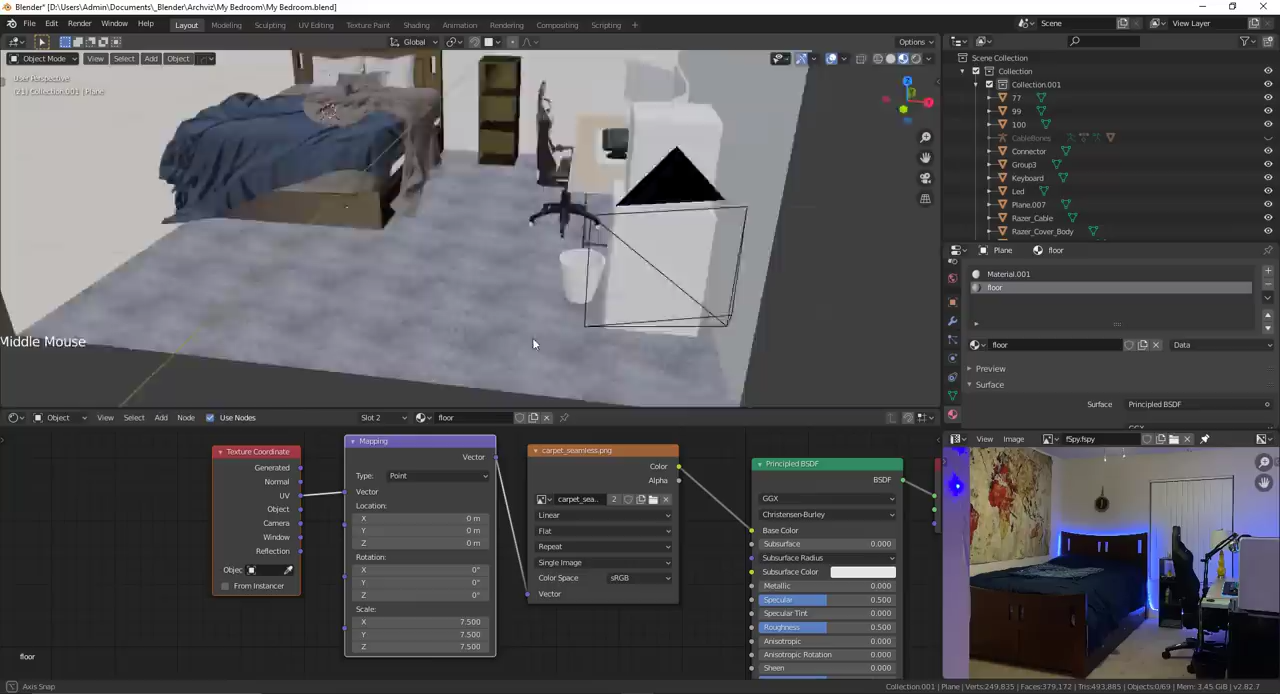 Blender* [D:\Users\Admin\Documents\_Blender\Archviz\My Bedroom\My Bedroom.blend]
File Edit Render Window Help Layout Modeling Sculpting UV Editing Texture Paint Shading Animation Rendering Compositing Scripting Scene View Layer
Global Options
Object Mode View Select Add Object
User Perspective
(21) Collection.001 | Plane
Scene Collection
Collection
Collection.001
77
99
100
CableBones
Connector
Group3
Keyboard
Led
Plane.007
Razer_Cable
Razer_Cover_Body
Plane floor
Material.001
floor
floor Data
Preview
Surface
Surface Principled BSDF
GGX
Middle Mouse
Object View Select Add Node Use Nodes Slot 2 floor
Texture Coordinate
Generated
Normal
UV
Object
Camera
Window
Reflection
Objec
From Instancer
Mapping
Vector
Type: Point
Vector
Location:
X 0 m
Y 0 m
Z 0 m
Rotation:
X 0°
Y 0°
Z 0°
Scale:
X 7.500
Y 7.500
Z 7.500
carpet_seamless.png
Color
Alpha
carpet_sea.. 2
Linear
Flat
Repeat
Single Image
Color Space sRGB
Vector
Principled BSDF
BSDF
GGX
Christensen-Burley
Base Color
Subsurface 0.000
Subsurface Radius
Subsurface Color
Metallic 0.000
Specular 0.500
Specular Tint 0.000
Roughness 0.500
Anisotropic 0.000
Anisotropic Rotation 0.000
Sheen 0.000
View Image fSpy.fspy
floor
Axis Snap
Collection.001 | Plane | Verts:249,835 | Faces:379,172 | Tris:493,885 | Objects:0/69 | Mem: 3.45 GiB | v2.82.7